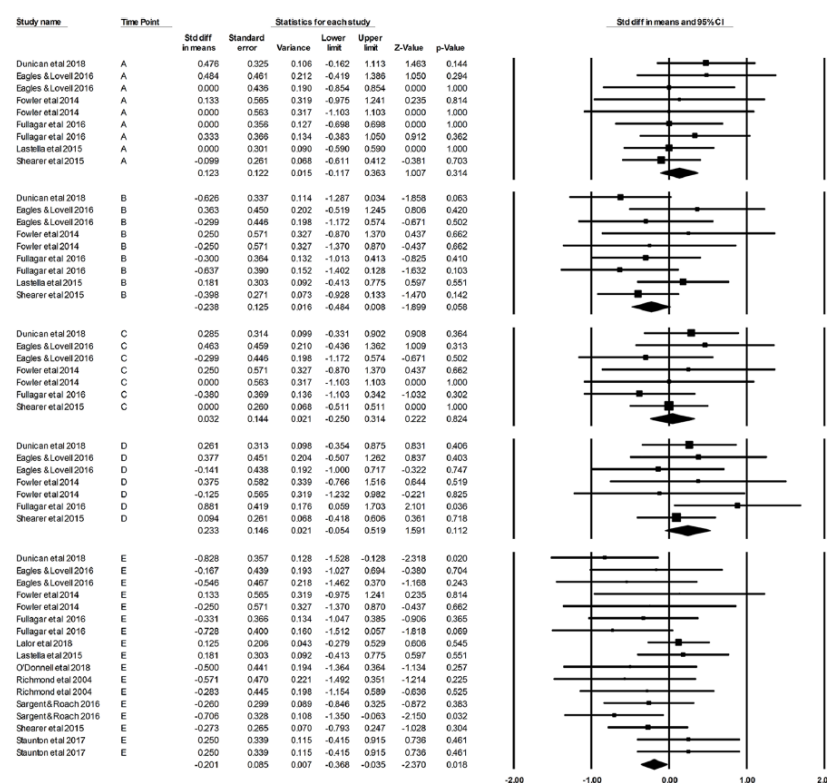 Study name Time Point Statistics for each study Std diff in means and 95% CI
Std diff in means Standard error Variance Lower limit Upper limit Z-Value p-Value
Dunican et al 2018 A 0.476 0.325 0.106 -0.162 1.113 1.463 0.144
Eagles & Lovell 2016 A 0.484 0.461 0.212 -0.419 1.386 1.050 0.294
Eagles & Lovell 2016 A 0.000 0.436 0.190 -0.854 0.854 0.000 1.000
Fowler et al 2014 A 0.133 0.565 0.319 -0.975 1.241 0.235 0.814
Fowler et al 2014 A 0.000 0.563 0.317 -1.103 1.103 0.000 1.000
Fullagar et al 2016 A 0.000 0.356 0.127 -0.698 0.698 0.000 1.000
Fullagar et al 2016 A 0.333 0.366 0.134 -0.383 1.050 0.912 0.362
Lastella et al 2015 A 0.000 0.301 0.090 -0.590 0.590 0.000 1.000
Shearer et al 2015 A -0.099 0.261 0.068 -0.611 0.412 -0.381 0.703
0.123 0.122 0.015 -0.117 0.363 1.007 0.314
Dunican et al 2018 B -0.626 0.337 0.114 -1.287 0.034 -1.858 0.063
Eagles & Lovell 2016 B 0.363 0.450 0.202 -0.519 1.245 0.806 0.420
Eagles & Lovell 2016 B -0.299 0.446 0.198 -1.172 0.574 -0.671 0.502
Fowler et al 2014 B 0.250 0.571 0.327 -0.870 1.370 0.437 0.662
Fowler et al 2014 B -0.250 0.571 0.327 -1.370 0.870 -0.437 0.662
Fullagar et al 2016 B -0.300 0.364 0.132 -1.013 0.413 -0.825 0.410
Fullagar et al 2016 B -0.637 0.390 0.152 -1.402 0.128 -1.632 0.103
Lastella et al 2015 B 0.181 0.303 0.092 -0.413 0.775 0.597 0.551
Shearer et al 2015 B -0.398 0.271 0.073 -0.928 0.133 -1.470 0.142
-0.238 0.125 0.016 -0.484 0.008 -1.899 0.058
Dunican et al 2018 C 0.285 0.314 0.099 -0.331 0.902 0.908 0.364
Eagles & Lovell 2016 C 0.463 0.459 0.210 -0.436 1.362 1.009 0.313
Eagles & Lovell 2016 C -0.299 0.446 0.198 -1.172 0.574 -0.671 0.502
Fowler et al 2014 C 0.250 0.571 0.327 -0.870 1.370 0.437 0.662
Fowler et al 2014 C 0.000 0.563 0.317 -1.103 1.103 0.000 1.000
Fullagar et al 2016 C -0.380 0.369 0.136 -1.103 0.342 -1.032 0.302
Shearer et al 2015 C 0.000 0.260 0.068 -0.511 0.511 0.000 1.000
0.032 0.144 0.021 -0.250 0.314 0.222 0.824
Dunican et al 2018 D 0.261 0.313 0.098 -0.354 0.875 0.831 0.406
Eagles & Lovell 2016 D 0.377 0.451 0.204 -0.507 1.262 0.837 0.403
Eagles & Lovell 2016 D -0.141 0.438 0.192 -1.000 0.717 -0.322 0.747
Fowler et al 2014 D 0.375 0.582 0.339 -0.766 1.516 0.644 0.519
Fowler et al 2014 D -0.125 0.565 0.319 -1.232 0.982 -0.221 0.825
Fullagar et al 2016 D 0.881 0.419 0.176 0.059 1.703 2.101 0.036
Shearer et al 2015 D 0.094 0.261 0.068 -0.418 0.606 0.361 0.718
0.233 0.146 0.021 -0.054 0.519 1.591 0.112
Dunican et al 2018 E -0.828 0.357 0.128 -1.528 -0.128 -2.318 0.020
Eagles & Lovell 2016 E -0.167 0.439 0.193 -1.027 0.694 -0.380 0.704
Eagles & Lovell 2016 E -0.546 0.467 0.218 -1.462 0.370 -1.168 0.243
Fowler et al 2014 E 0.133 0.565 0.319 -0.975 1.241 0.235 0.814
Fowler et al 2014 E -0.250 0.571 0.327 -1.370 0.870 -0.437 0.662
Fullagar et al 2016 E -0.331 0.366 0.134 -1.047 0.385 -0.906 0.365
Fullagar et al 2016 E -0.728 0.400 0.160 -1.512 0.057 -1.818 0.069
Lalor et al 2018 E 0.125 0.206 0.043 -0.279 0.529 0.606 0.545
Lastella et al 2015 E 0.181 0.303 0.092 -0.413 0.775 0.597 0.551
O'Donnell et al 2018 E -0.500 0.441 0.194 -1.364 0.364 -1.134 0.257
Richmond et al 2004 E -0.571 0.470 0.221 -1.492 0.351 -1.214 0.225
Richmond et al 2004 E -0.283 0.445 0.198 -1.154 0.589 -0.636 0.525
Sargent & Roach 2016 E -0.260 0.299 0.089 -0.846 0.325 -0.872 0.383
Sargent & Roach 2016 E -0.706 0.328 0.108 -1.350 -0.063 -2.150 0.032
Shearer et al 2015 E -0.273 0.265 0.070 -0.793 0.247 -1.028 0.304
Staunton et al 2017 E 0.250 0.339 0.115 -0.415 0.915 0.736 0.461
Staunton et al 2017 E 0.250 0.339 0.115 -0.415 0.915 0.736 0.461
-0.201 0.085 0.007 -0.368 -0.035 -2.370 0.018
-2.00 -1.00 0.00 1.00 2.00